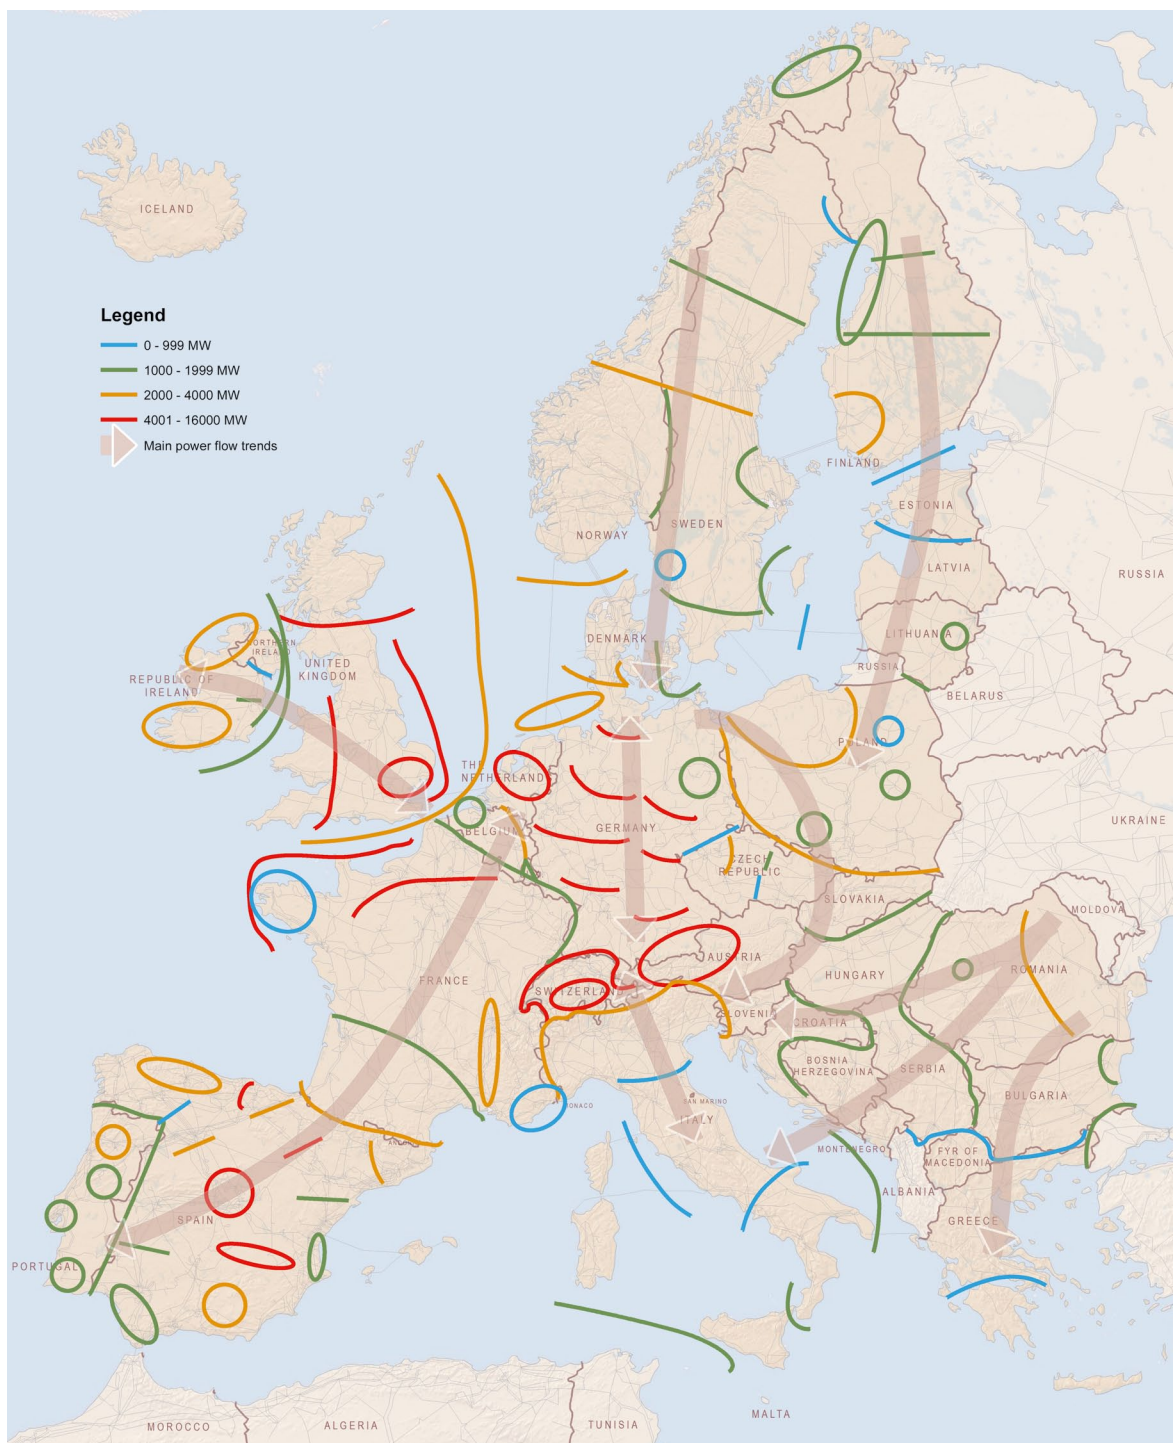 ICELAND
Legend
0 - 999 MW
1000 - 1999 MW
2000 - 4000 MW
4001 - 16000 MW
Main power flow trends
FINLAND
ESTONIA
NORWAY
SWEDEN
LATVIA
RUSSIA
DENMARK
LITHUANIA
NORTHERN
IRELAND
UNITED
KINGDOM
REPUBLIC OF
IRELAND
RUSSIA
BELARUS
POLAND
THE
NETHERLANDS
BELGIUM
GERMANY
UKRAINE
CZECH
REPUBLIC
SLOVAKIA
MOLDOVA
AUSTRIA
FRANCE
SWITZERLAND
HUNGARY
ROMANIA
SLOVENIA
CROATIA
BOSNIA
HERZEGOVINA
SERBIA
BULGARIA
MONACO
SAN MARINO
ITALY
ANDORRA
MONTENEGRO
FYR OF
MACEDONIA
ALBANIA
SPAIN
GREECE
PORTUGAL
MALTA
MOROCCO
ALGERIA
TUNISIA